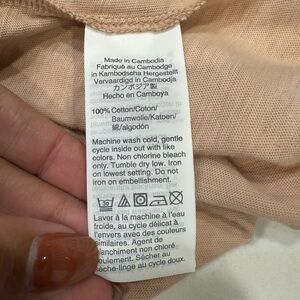 Made in Cambodia
Fabriqué au Cambodge
in Kambodscha Hergestellt
Vervaardigd in Cambodja
カンボジア製
Hecho en Camboya
100% Cotton/Coton/
Baumwolle/Katoen/
綿/algodón
Machine wash cold, gentle
cycle inside out with like
colors. Non chlorine bleach
only. Tumble dry low. Iron
on lowest setting. Do not
iron on embellishment.
30
Laver à la machine à l'eau
froide, au cycle délicat à
l'envers avec des couleurs
similaires. Agent de
blanchiment non chloré
seulement. Sécher au
sèche-linge au cycle doux.